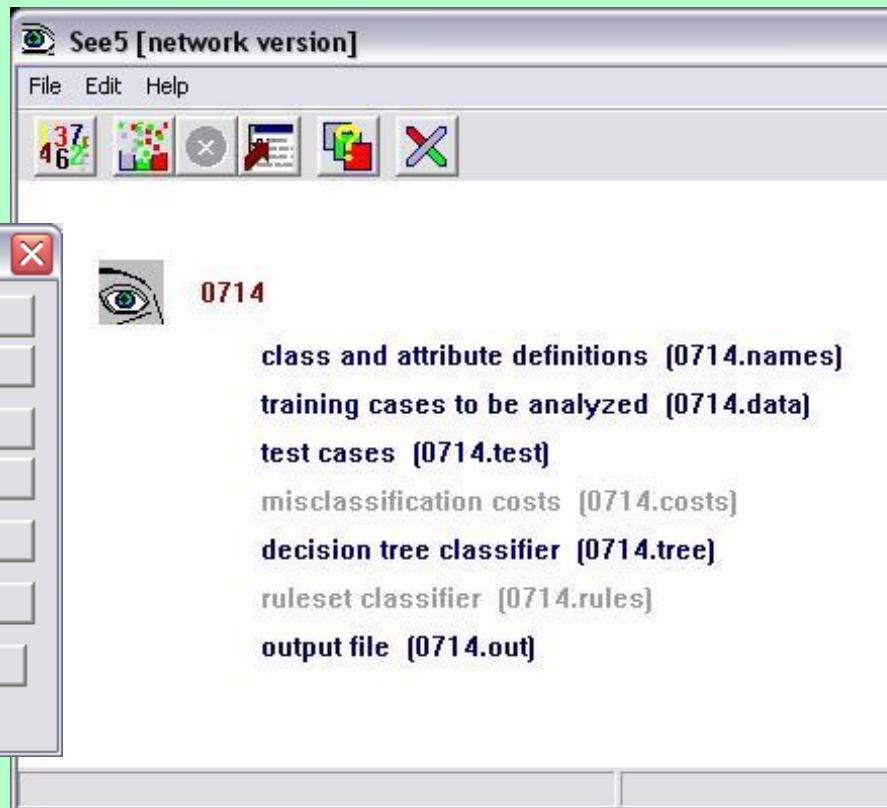 See5 [network version]
File Edit Help
0714
class and attribute definitions (0714.names)
training cases to be analyzed (0714.data)
test cases (0714.test)
misclassification costs (0714.costs)
decision tree classifier (0714.tree)
ruleset classifier (0714.rules)
output file (0714.out)